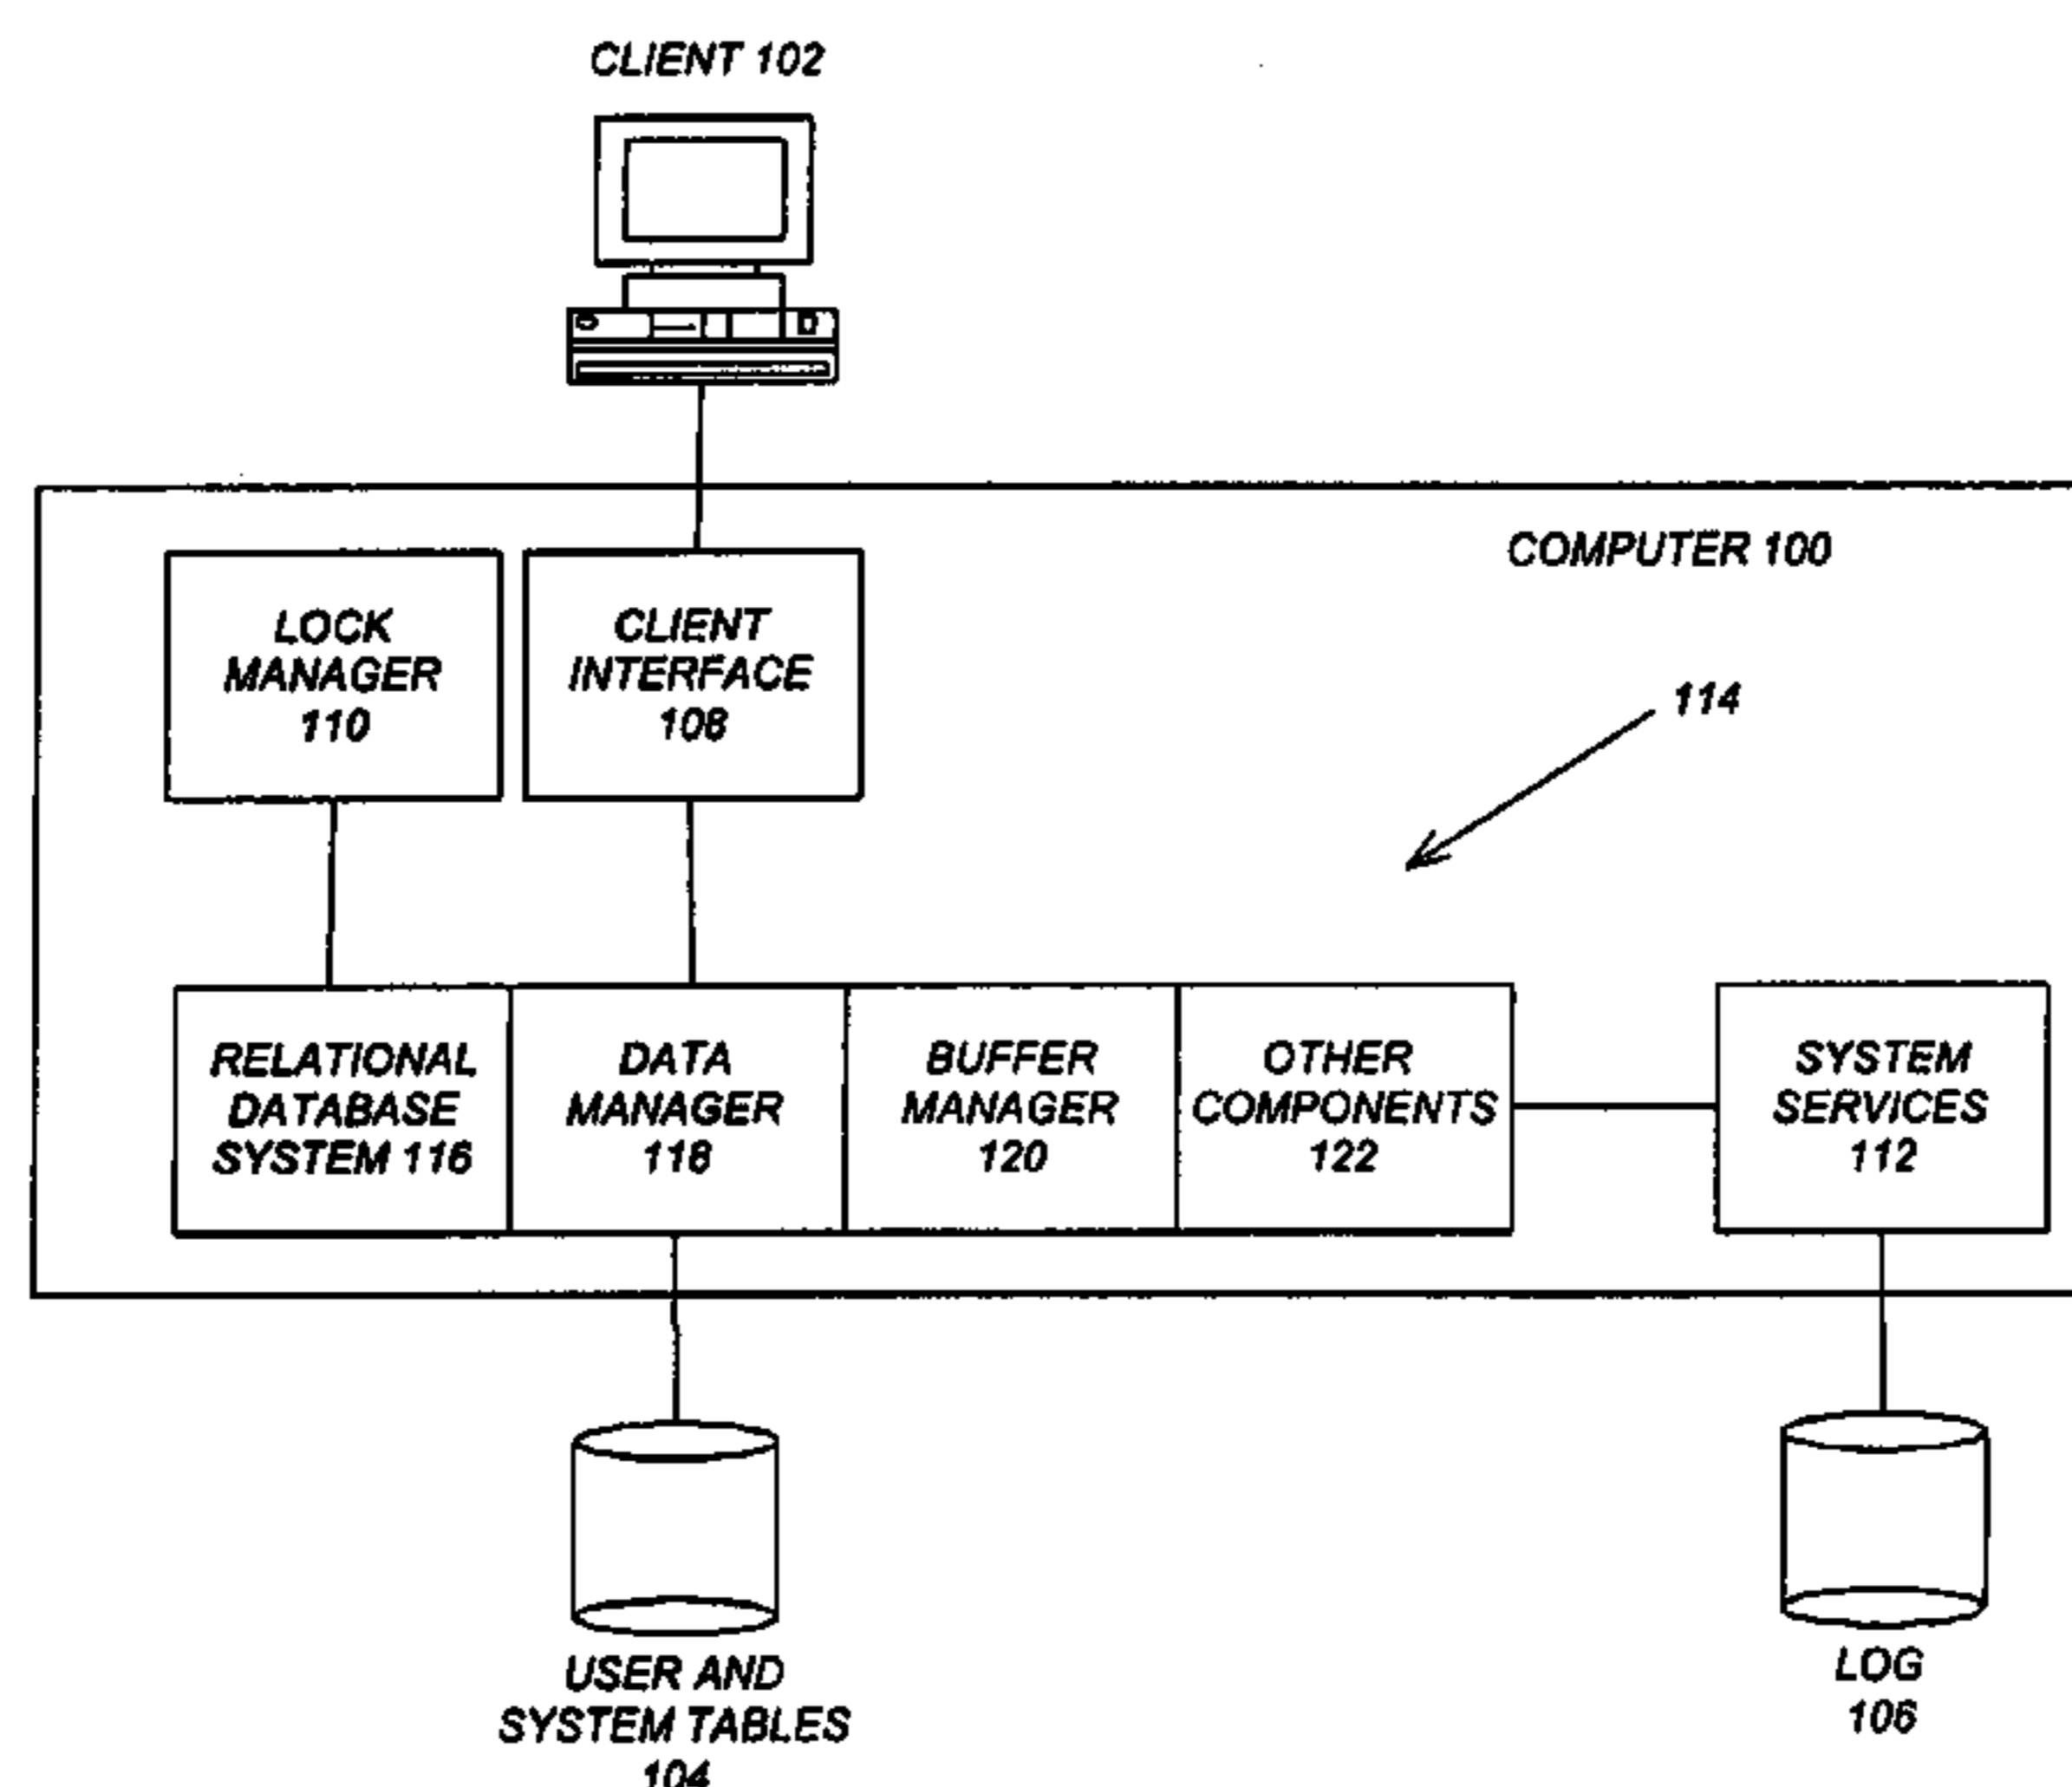 CLIENT 102
COMPUTER 100
LOCK
MANAGER
110
CLIENT
INTERFACE
108
114
RELATIONAL
DATABASE
SYSTEM 116
DATA
MANAGER
118
BUFFER
MANAGER
120
OTHER
COMPONENTS
122
SYSTEM
SERVICES
112
USER AND
SYSTEM TABLES
104
LOG
106